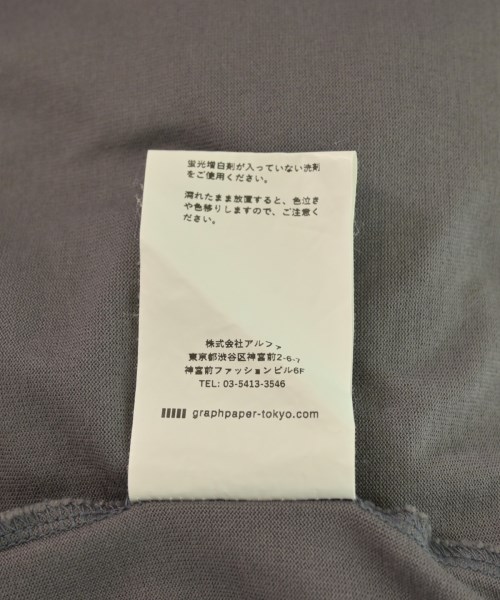 蛍光増白剤が入っていない洗剤
をご使用ください。
濡れたまま放置すると、色泣き
や色移りしますので、ご注意く
ださい。
株式会社アルファ
東京都渋谷区神宮前2-6-7
神宮前ファッションビル6F
TEL: 03-5413-3546
graphpaper-tokyo.com